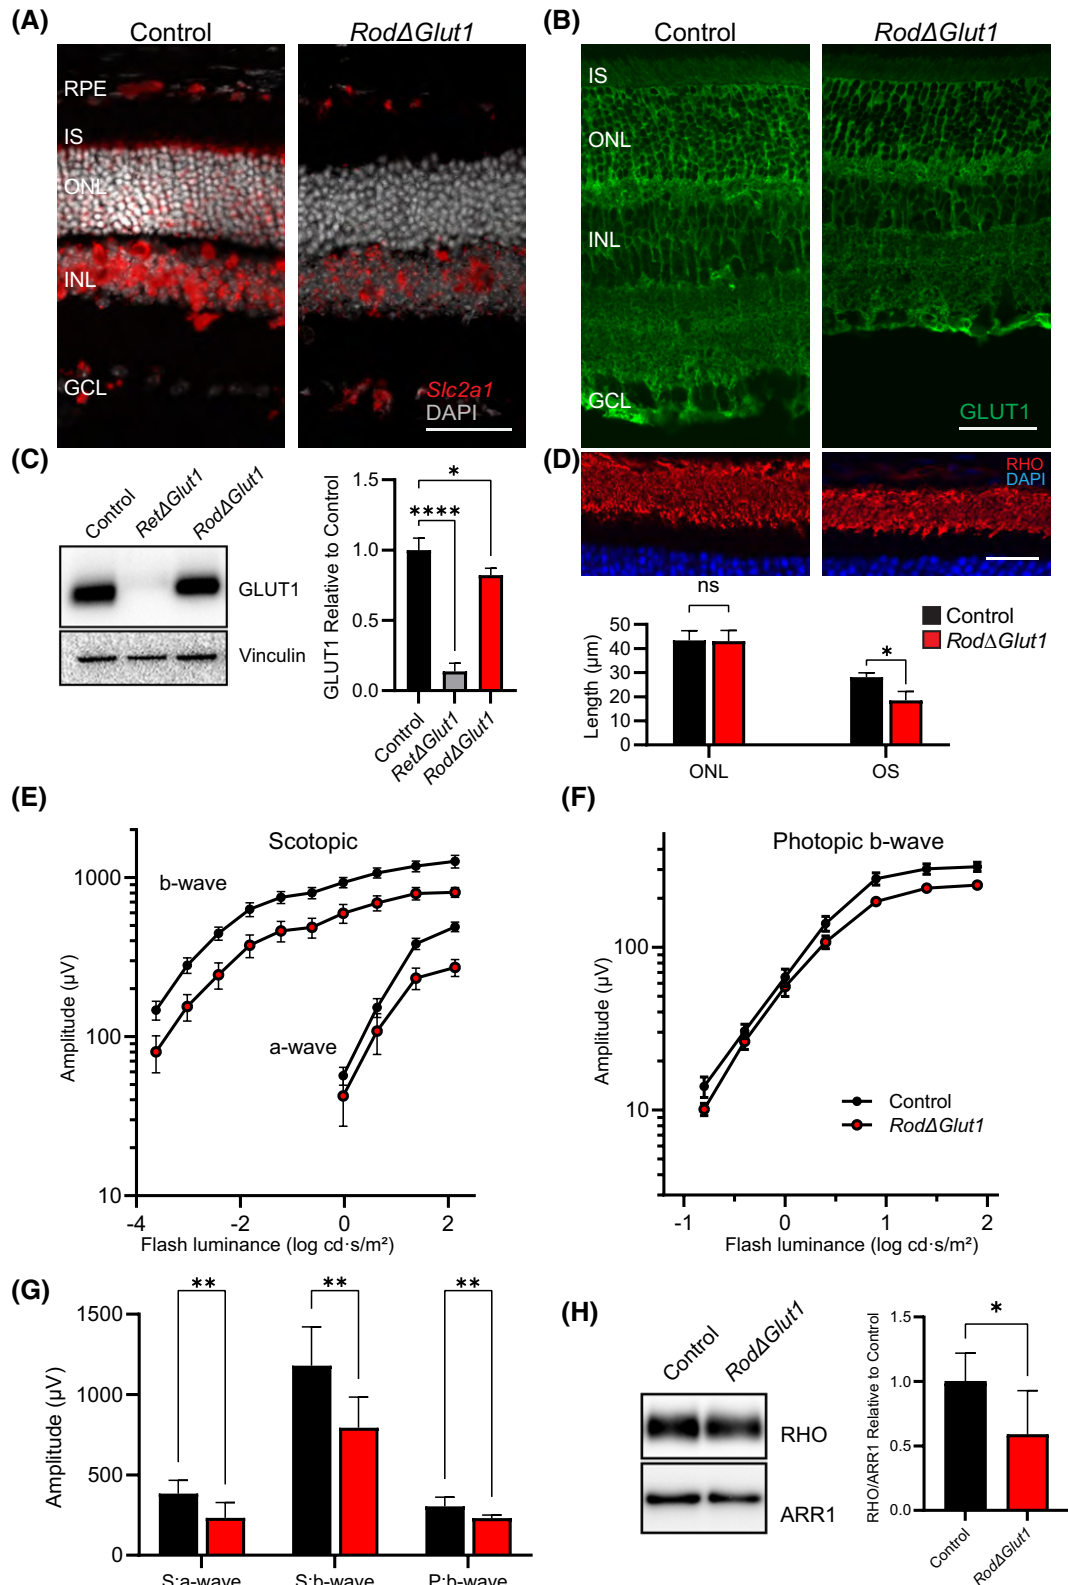 (A)
Control
RodΔGlut1
RPE
IS
ONL
INL
GCL
Slc2a1
DAPI
(B)
Control
RodΔGlut1
IS
ONL
INL
GCL
GLUT1
(C)
Control
RetΔGlut1
RodΔGlut1
GLUT1
Vinculin
GLUT1 Relative to Control
1.5
1.0
0.5
0.0
*
****
Control
RetΔGlut1
RodΔGlut1
(D)
RHO
DAPI
ns
*
Control
RodΔGlut1
Length (µm)
50
40
30
20
10
0
ONL
OS
(E)
Scotopic
b-wave
a-wave
Amplitude (µV)
1000
100
10
-4
-2
0
2
Flash luminance (log cd·s/m²)
(F)
Photopic b-wave
Amplitude (µV)
100
10
Control
RodΔGlut1
-1
0
1
2
Flash luminance (log cd·s/m²)
(G)
Amplitude (µV)
1500
1000
500
0
**
**
**
S:a-wave
S:b-wave
P:b-wave
(H)
Control
RodΔGlut1
RHO
ARR1
RHO/ARR1 Relative to Control
1.5
1.0
0.5
0.0
*
Control
RodΔGlut1